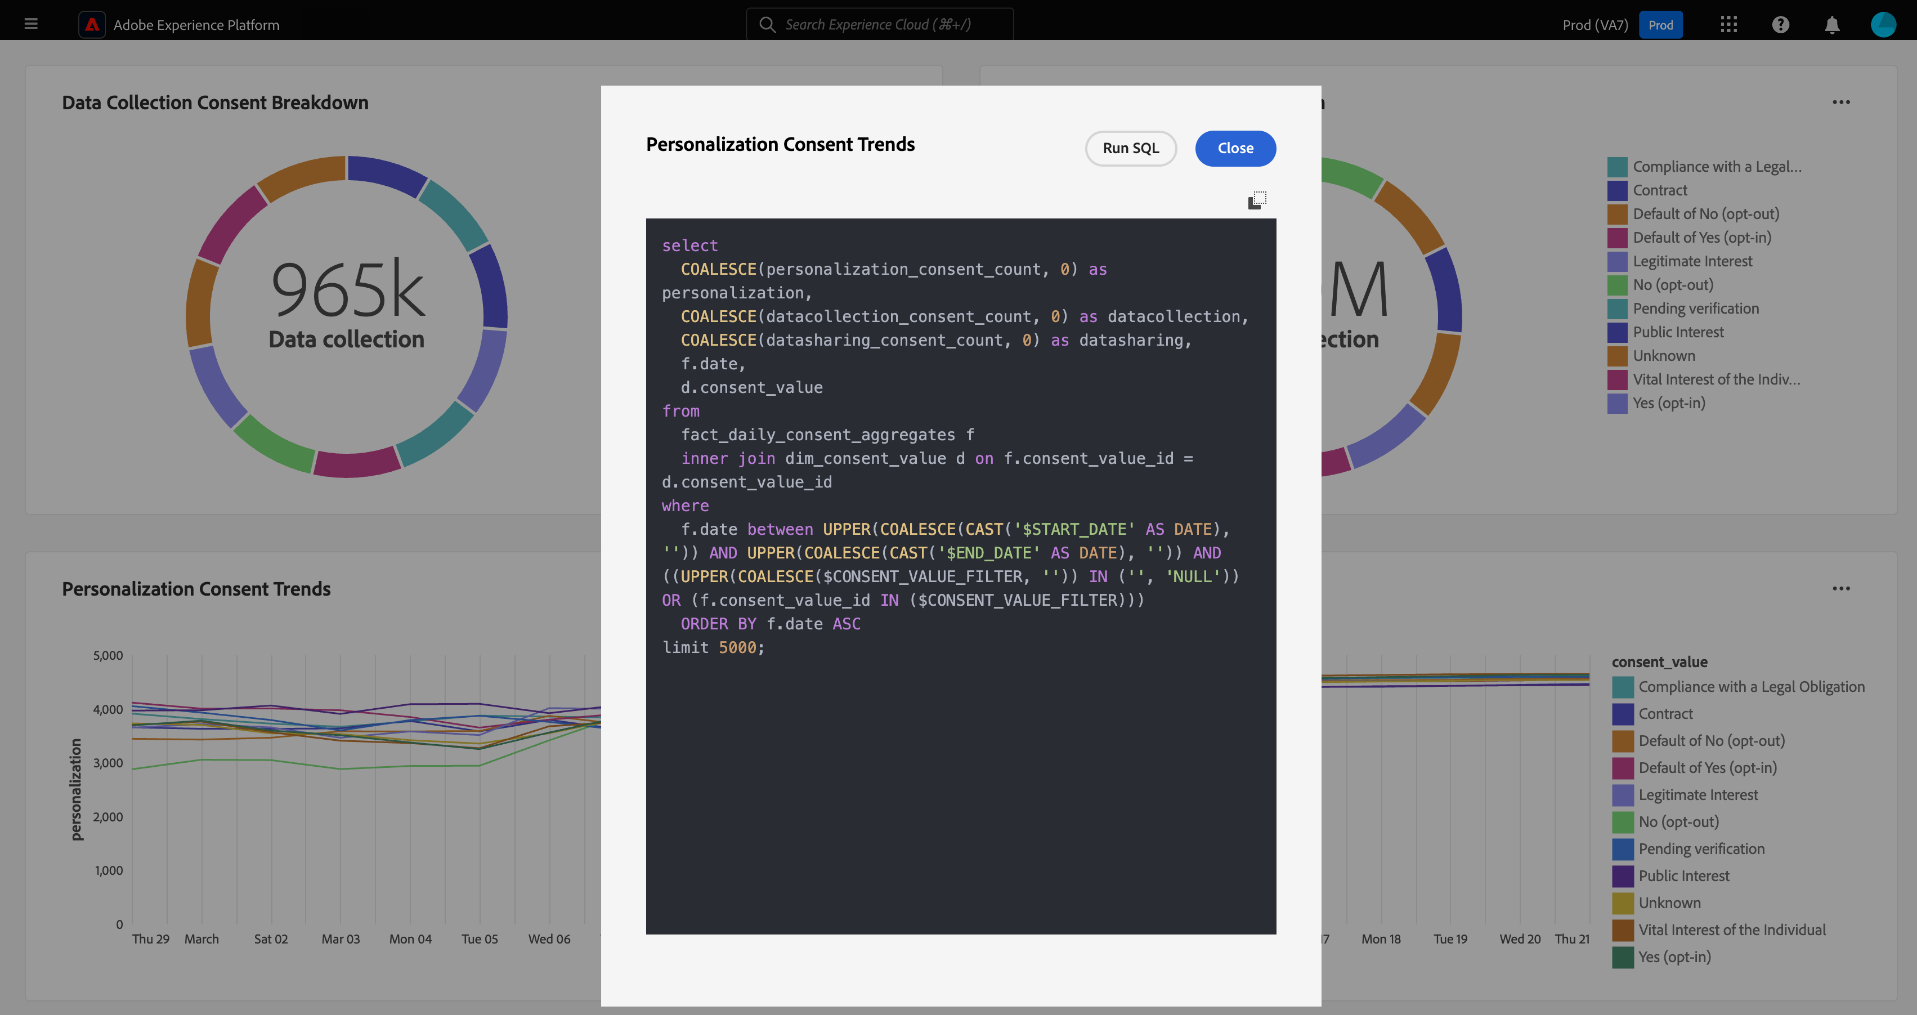 Adobe Experience Platform
Search Experience Cloud (⌘+/)
Prod (VA7)
Prod
Data Collection Consent Breakdown
965k
Data collection
Personalization Consent Trends
Run SQL
Close
select
COALESCE(personalization_consent_count, 0) as
personalization,
COALESCE(datacollection_consent_count, 0) as datacollection,
COALESCE(datasharing_consent_count, 0) as datasharing,
f.date,
d.consent_value
from
fact_daily_consent_aggregates f
inner join dim_consent_value d on f.consent_value_id =
d.consent_value_id
where
f.date between UPPER(COALESCE(CAST('$START_DATE' AS DATE),
'')) AND UPPER(COALESCE(CAST('$END_DATE' AS DATE), '')) AND
((UPPER(COALESCE($CONSENT_VALUE_FILTER, '')) IN ('', 'NULL'))
OR (f.consent_value_id IN ($CONSENT_VALUE_FILTER)))
ORDER BY f.date ASC
limit 5000;
M
ection
Compliance with a Legal...
Contract
Default of No (opt-out)
Default of Yes (opt-in)
Legitimate Interest
No (opt-out)
Pending verification
Public Interest
Unknown
Vital Interest of the Indiv...
Yes (opt-in)
Personalization Consent Trends
personalization
5,000
4,000
3,000
2,000
1,000
0
Thu 29 March Sat 02 Mar 03 Mon 04 Tue 05 Wed 06
17 Mon 18 Tue 19 Wed 20 Thu 21
consent_value
Compliance with a Legal Obligation
Contract
Default of No (opt-out)
Default of Yes (opt-in)
Legitimate Interest
No (opt-out)
Pending verification
Public Interest
Unknown
Vital Interest of the Individual
Yes (opt-in)